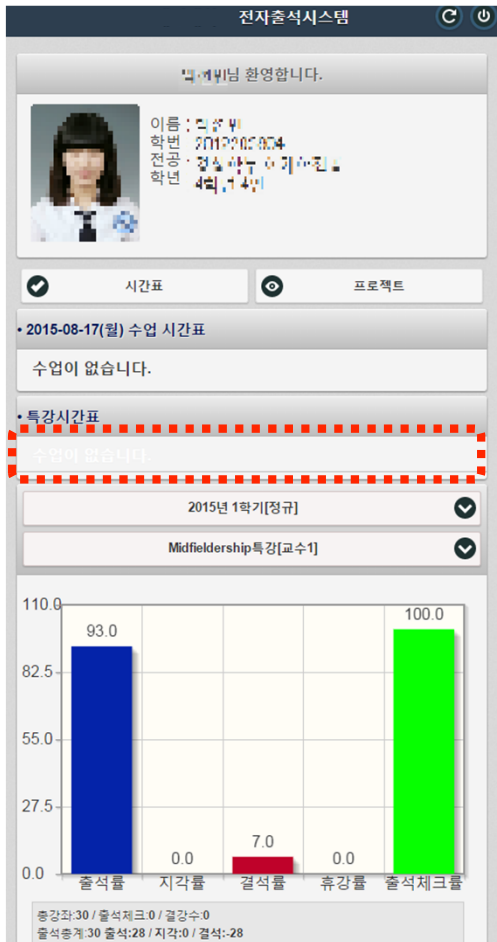 전자출석시스템
님 환영합니다.
이름 :
학번 :
전공 :
학년
시간표
프로젝트
• 2015-08-17(월) 수업 시간표
수업이 없습니다.
• 특강시간표
수업이 없습니다.
2015년 1학기[정규]
Midfieldership특강[교수1]
110.0
82.5
55.0
27.5
0.0
93.0
0.0
7.0
0.0
100.0
출석률 지각률 결석률 휴강률 출석체크률
총강좌:30 / 출석체크:0 / 결강수:0
출석총계:30 출석:28 / 지각:0 / 결석:-28